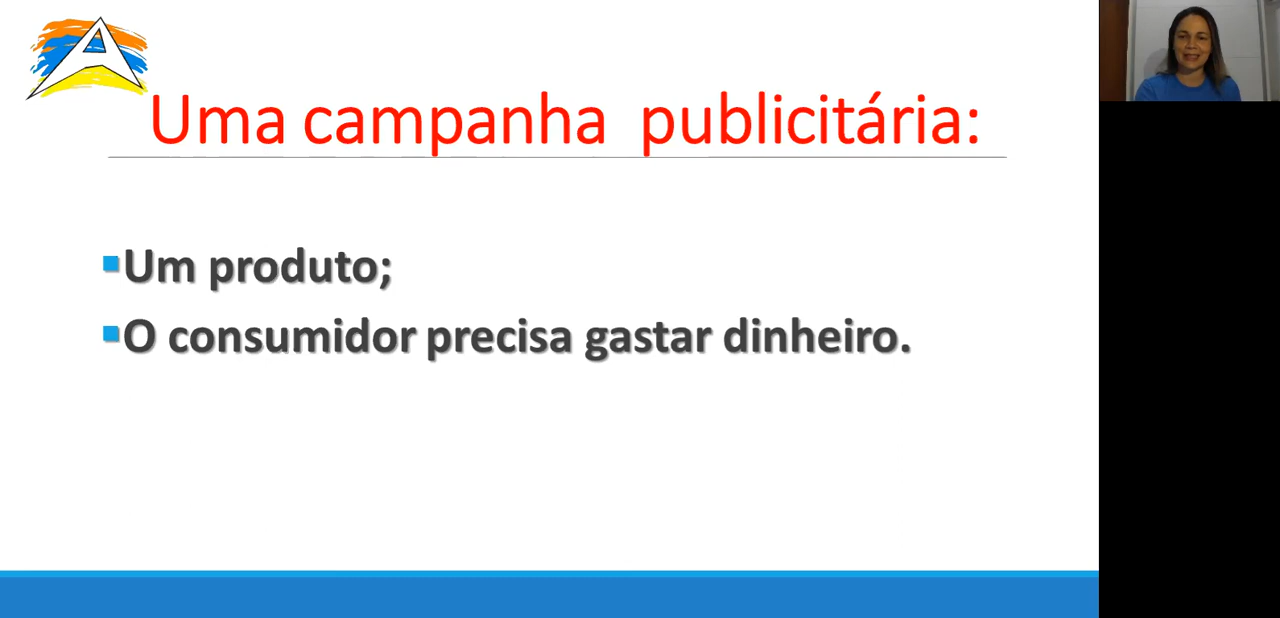 Uma campanha publicitária:
Um produto;
O consumidor precisa gastar dinheiro.